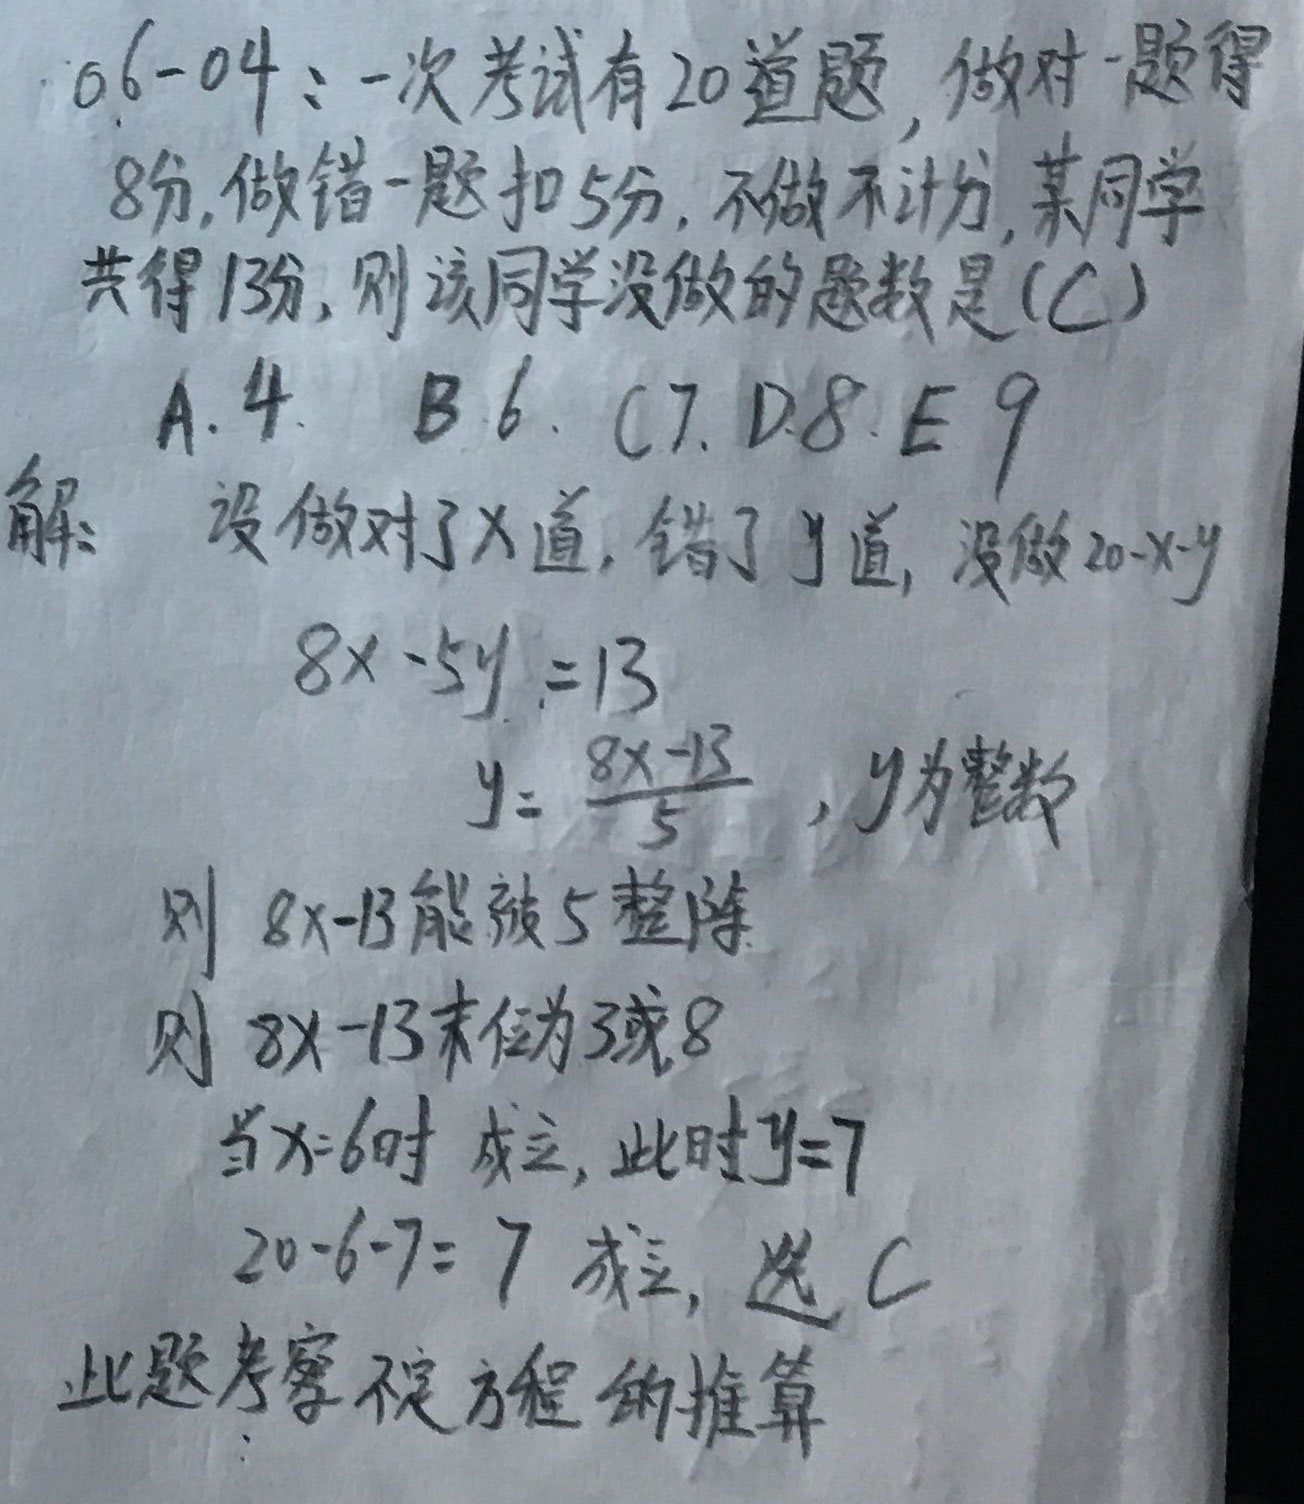 06-04：一次考试有20道题，做对一题得
8分，做错一题扣5分，不做不计分，某同学
共得13分，则该同学没做的题数是（C）
A.4. B.6. C7. D.8. E 9
解： 设做对了x道，错了y道，没做20-x-y
8x-5y=13
y=\frac{8x-13}{5}，y为整数
则 8x-13能被5整除
则 8x-13末位为3或8
当x=6时 成立，此时y=7
20-6-7=7 成立，选 C
此题考察不定方程的推算